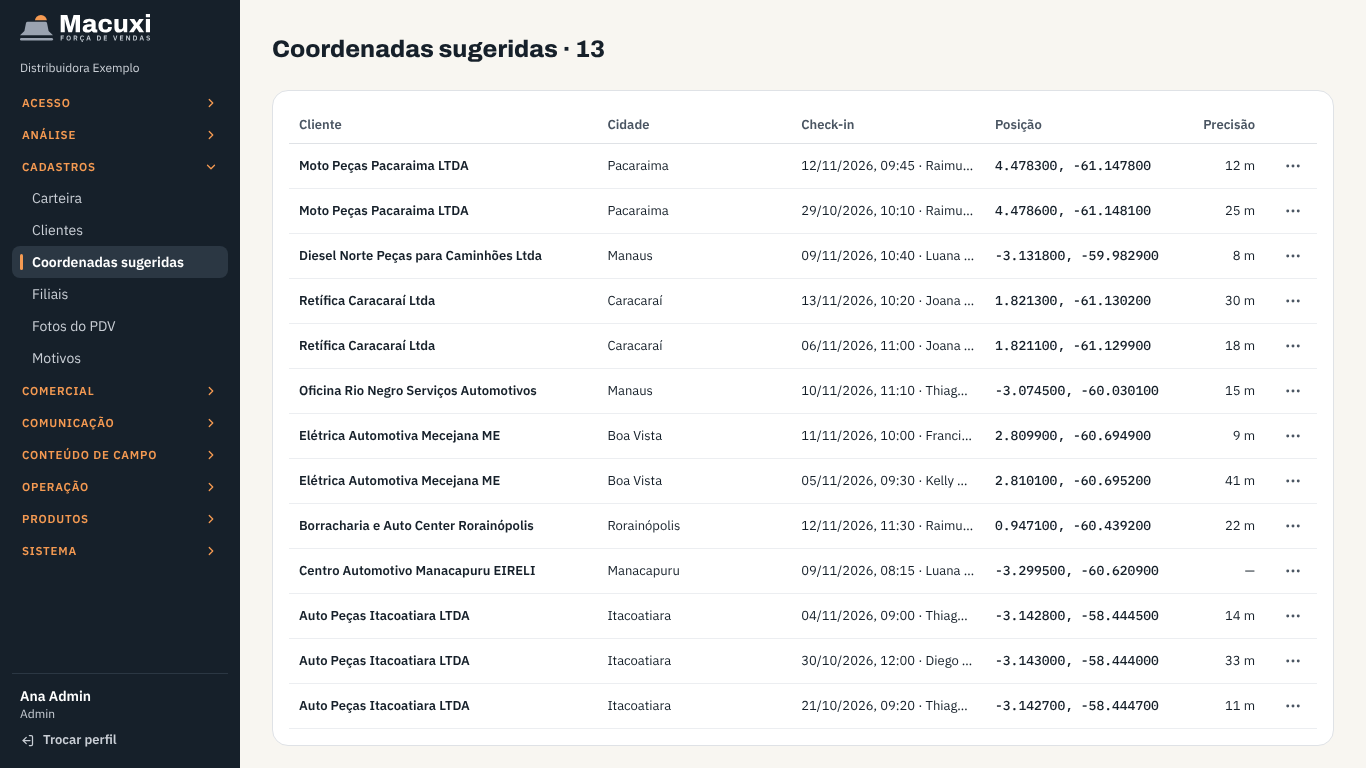 Macuxi
FORÇA DE VENDAS
Distribuidora Exemplo
ACESSO
ANÁLISE
CADASTROS
Carteira
Clientes
Coordenadas sugeridas
Filiais
Fotos do PDV
Motivos
COMERCIAL
COMUNICAÇÃO
CONTEÚDO DE CAMPO
OPERAÇÃO
PRODUTOS
SISTEMA
Ana Admin
Admin
Trocar perfil
Coordenadas sugeridas · 13
Cliente Cidade Check-in Posição Precisão
Moto Peças Pacaraima LTDA Pacaraima 12/11/2026, 09:45 · Raimu... 4.478300, -61.147800 12 m
Moto Peças Pacaraima LTDA Pacaraima 29/10/2026, 10:10 · Raimu... 4.478600, -61.148100 25 m
Diesel Norte Peças para Caminhões Ltda Manaus 09/11/2026, 10:40 · Luana ... -3.131800, -59.982900 8 m
Retífica Caracaraí Ltda Caracaraí 13/11/2026, 10:20 · Joana ... 1.821300, -61.130200 30 m
Retífica Caracaraí Ltda Caracaraí 06/11/2026, 11:00 · Joana ... 1.821100, -61.129900 18 m
Oficina Rio Negro Serviços Automotivos Manaus 10/11/2026, 11:10 · Thiag... -3.074500, -60.030100 15 m
Elétrica Automotiva Mecejana ME Boa Vista 11/11/2026, 10:00 · Franci... 2.809900, -60.694900 9 m
Elétrica Automotiva Mecejana ME Boa Vista 05/11/2026, 09:30 · Kelly ... 2.810100, -60.695200 41 m
Borracharia e Auto Center Rorainópolis Rorainópolis 12/11/2026, 11:30 · Raimu... 0.947100, -60.439200 22 m
Centro Automotivo Manacapuru EIRELI Manacapuru 09/11/2026, 08:15 · Luana ... -3.299500, -60.620900 —
Auto Peças Itacoatiara LTDA Itacoatiara 04/11/2026, 09:00 · Thiag... -3.142800, -58.444500 14 m
Auto Peças Itacoatiara LTDA Itacoatiara 30/10/2026, 12:00 · Diego ... -3.143000, -58.444000 33 m
Auto Peças Itacoatiara LTDA Itacoatiara 21/10/2026, 09:20 · Thiag... -3.142700, -58.444700 11 m